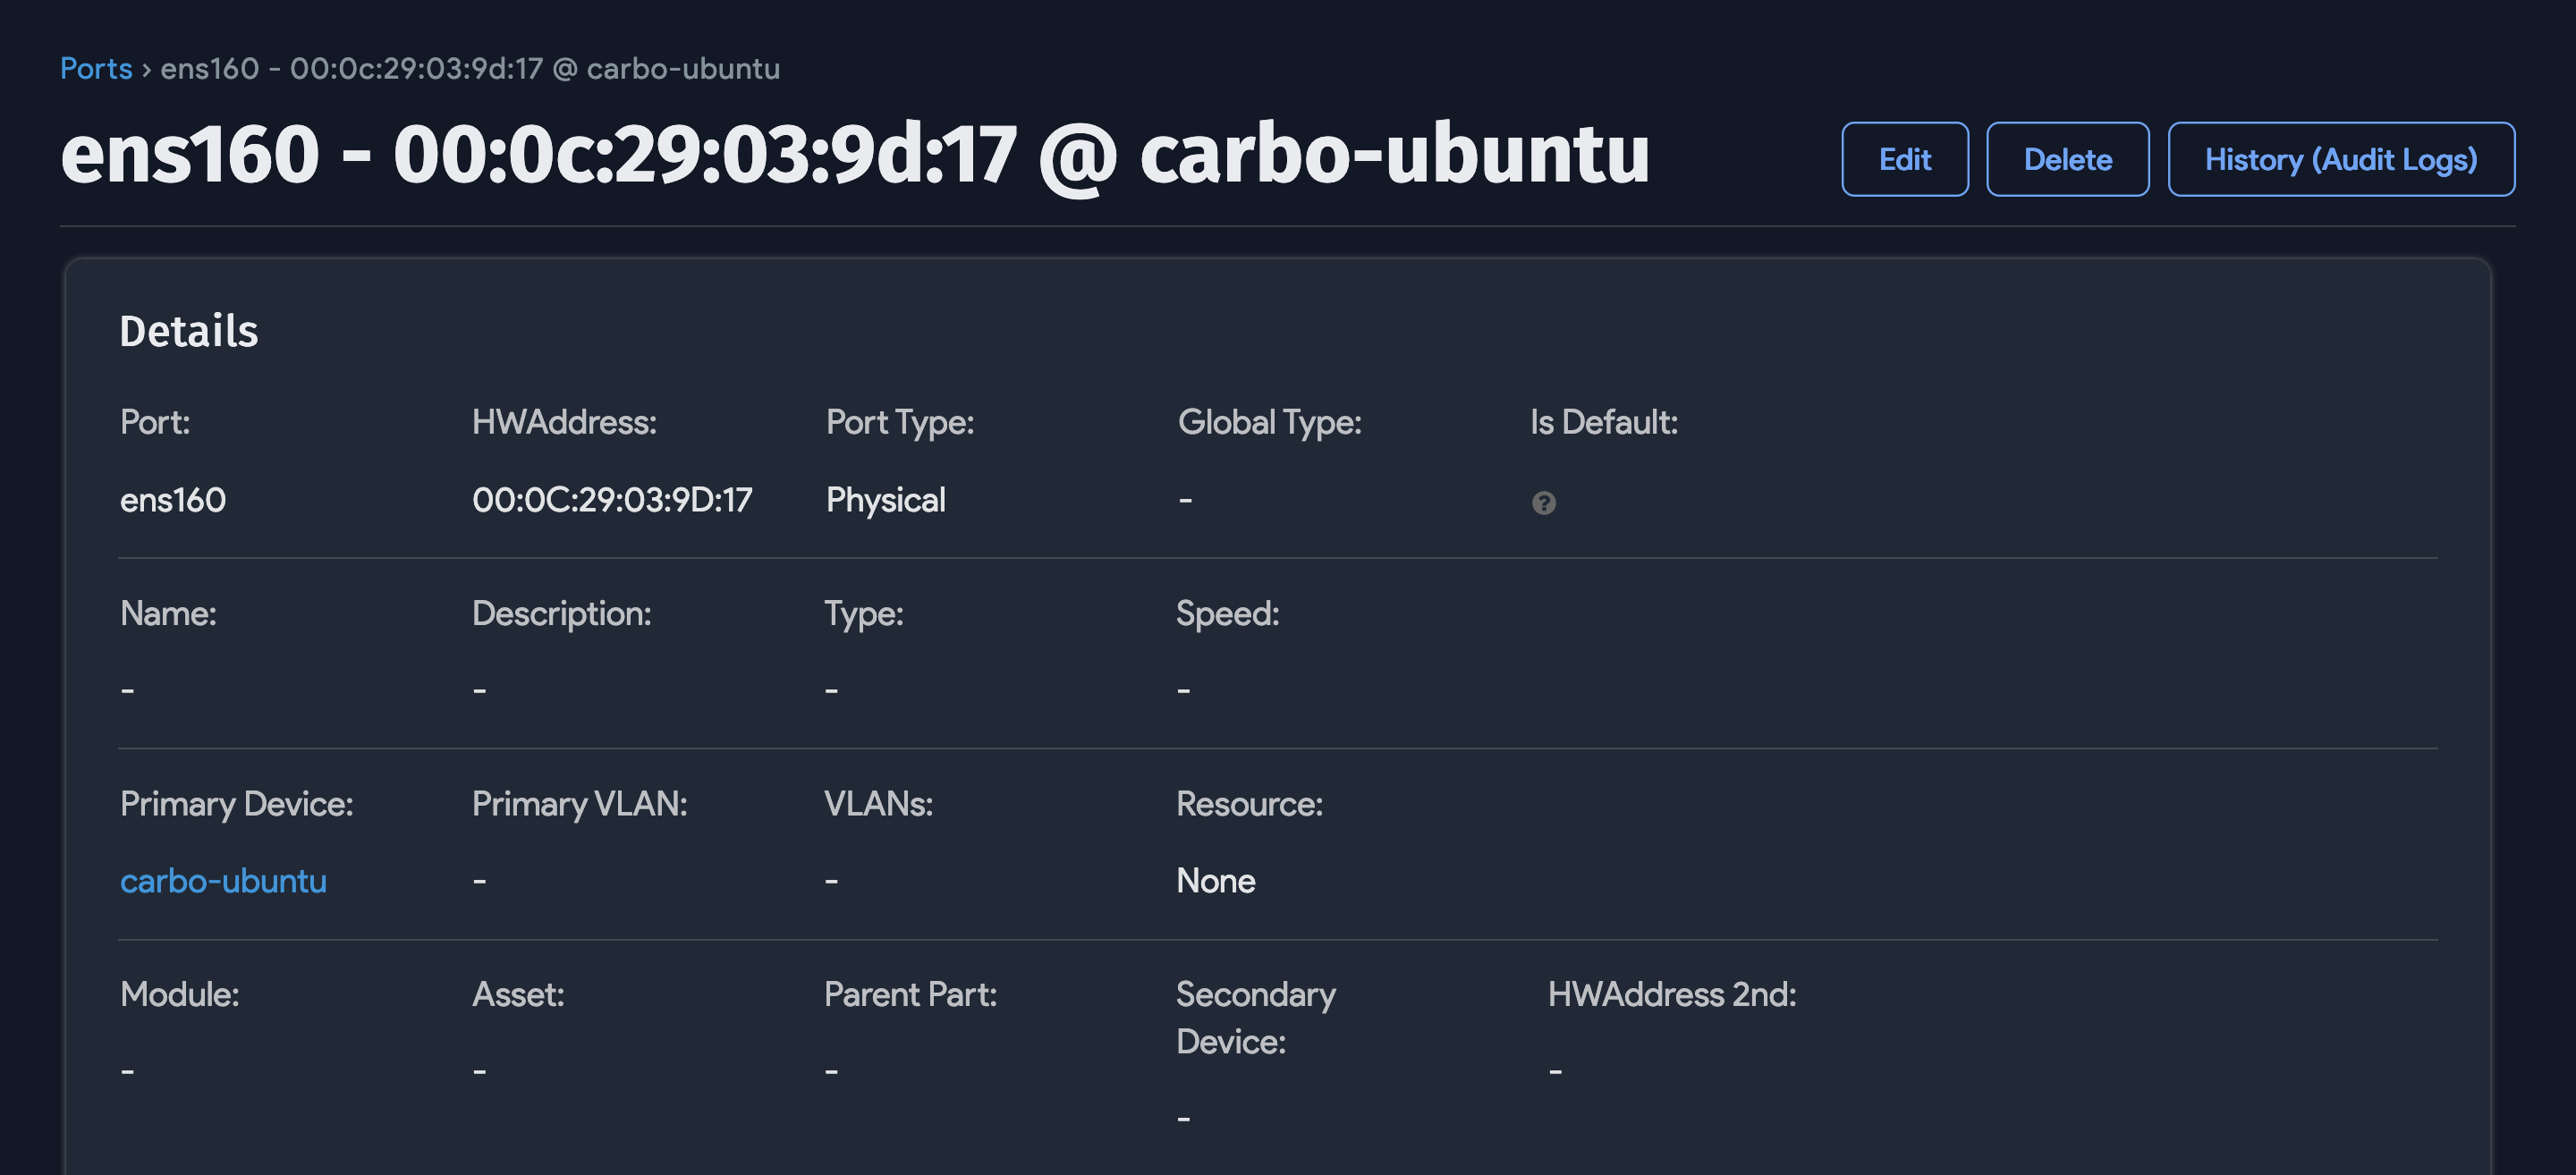 Ports › ens160 - 00:0c:29:03:9d:17 @ carbo-ubuntu
ens160 - 00:0c:29:03:9d:17 @ carbo-ubuntu
Edit
Delete
History (Audit Logs)
Details
Port: HWAddress: Port Type: Global Type: Is Default:
ens160 00:0C:29:03:9D:17 Physical - ?
Name: Description: Type: Speed:
- - - -
Primary Device: Primary VLAN: VLANs: Resource:
carbo-ubuntu - - None
Module: Asset: Parent Part: Secondary HWAddress 2nd:
Device:
- - - -
-